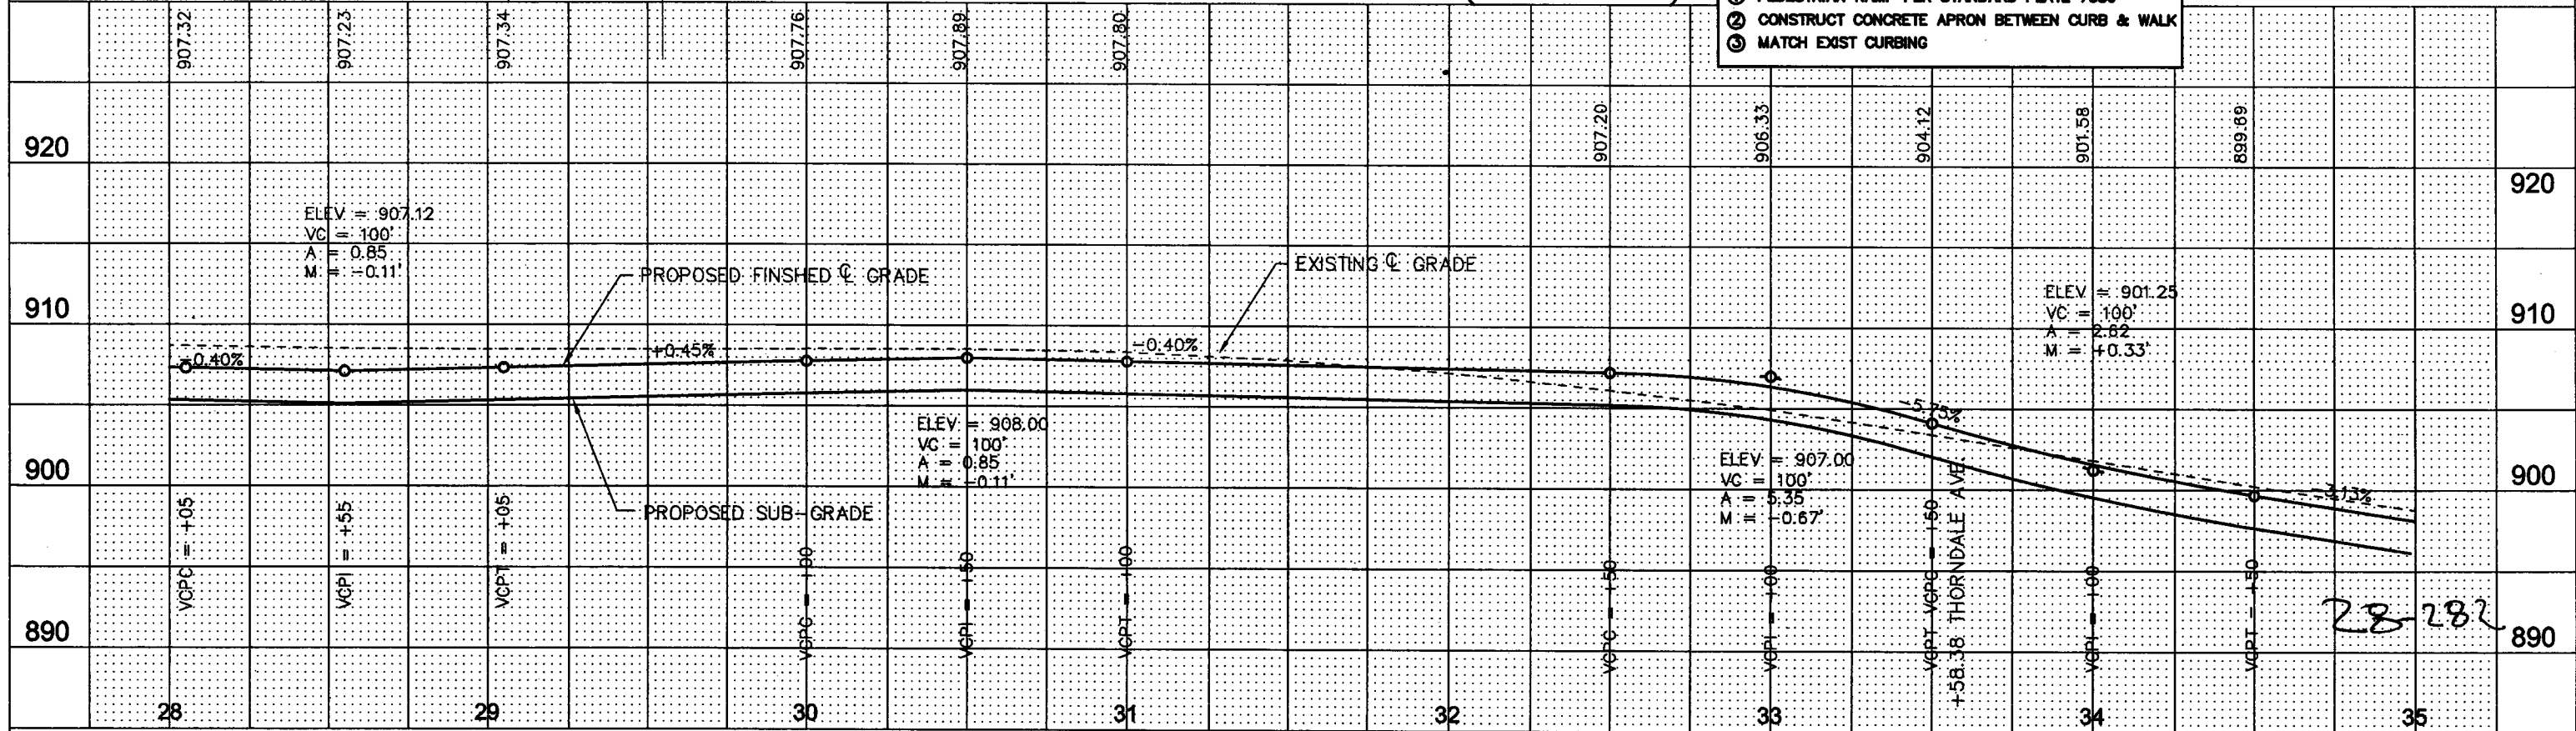 ② CONSTRUCT CONCRETE APRON BETWEEN CURB & WALK
③ MATCH EXIST CURBING
907.32
907.23
907.34
907.76
907.89
907.80
907.20
906.33
904.12
901.58
899.69
920
920
ELEV = 907.12
VC = 100'
A = 0.85
M = -0.11'
PROPOSED FINSHED ℄ GRADE
EXISTING ℄ GRADE
ELEV = 901.25
VC = 100'
A = 2.62
M = +0.33'
910
910
-0.40%
+0.45%
-0.40%
-5.75%
-3.13%
ELEV = 908.00
VC = 100'
A = 0.85
M = -0.11'
ELEV = 907.00
VC = 100'
A = 5.35
M = -0.67'
900
900
PROPOSED SUB-GRADE
VCPC = +05
VCPI = +55
VCPT = +05
VCPC = +00
VCPI = +50
VCPT = +00
VCPC = +50
VCPI = +00
VCPT VCPC = +50
+58.38 THORNDALE AVE.
VCPI = +00
VCPT = +50
28-282
890
890
28
29
30
31
32
33
34
35